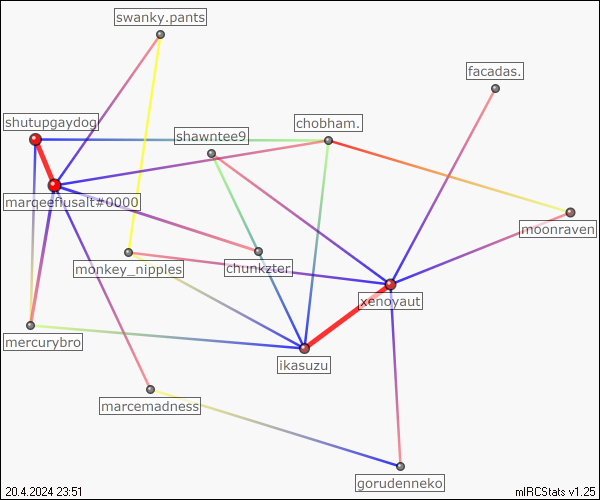 swanky.pants
facadas.
shutupgaydog
chobham.
shawntee9
marqeeflusalt#0000
moonraven
monkey_nipples
chunkzter.
xenoyaut
mercurybro
ikasuzu
marcemadness
gorudenneko
20.4.2024 23:51
mIRCStats v1.25